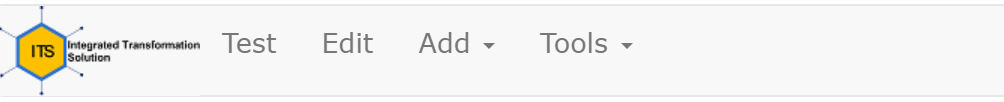 ITS Integrated Transformation Solution
Test Edit Add Tools